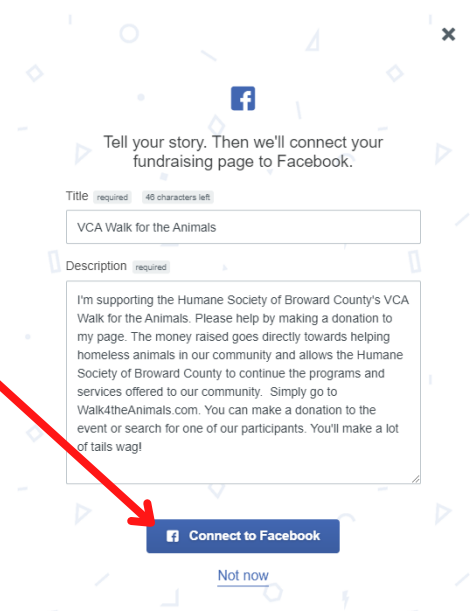 Tell your story. Then we'll connect your
fundraising page to Facebook.
Title required 46 characters left
VCA Walk for the Animals
Description required
I'm supporting the Humane Society of Broward County's VCA
Walk for the Animals. Please help by making a donation to
my page. The money raised goes directly towards helping
homeless animals in our community and allows the Humane
Society of Broward County to continue the programs and
services offered to our community.  Simply go to
Walk4theAnimals.com. You can make a donation to the
event or search for one of our participants. You'll make a lot
of tails wag!
Connect to Facebook
Not now